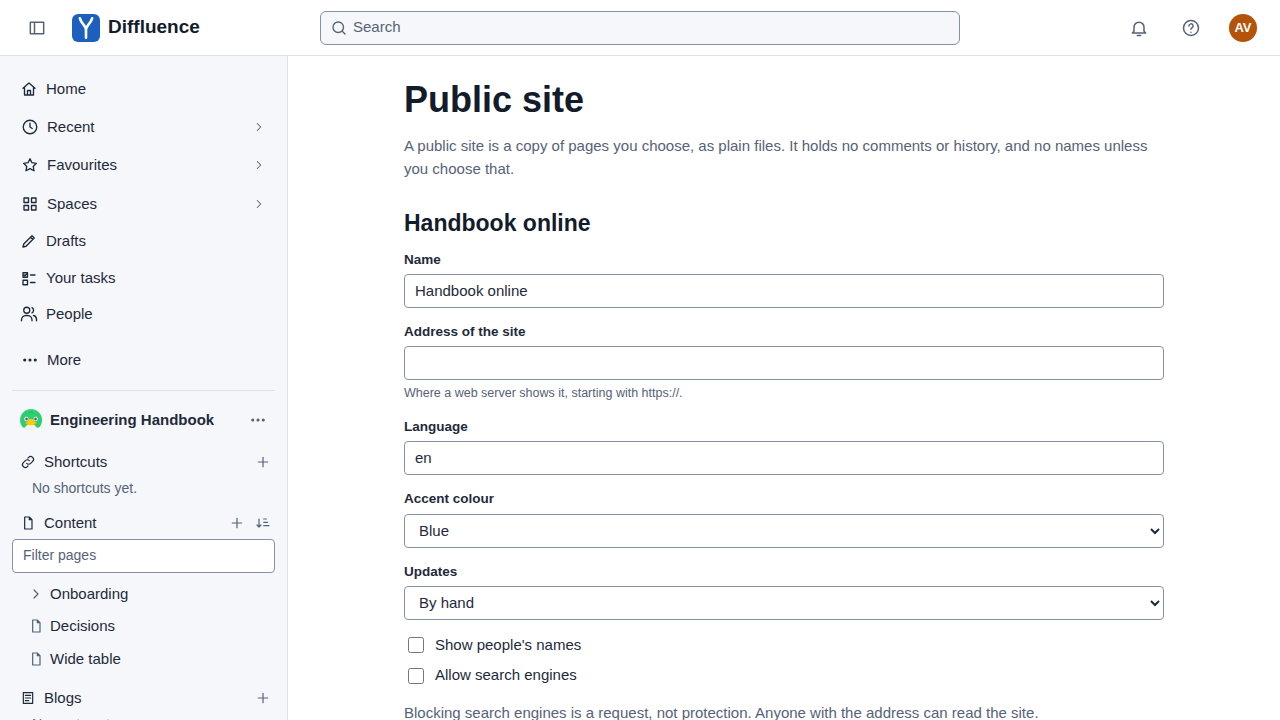 Diffluence
Search
AV
Home
Recent
Favourites
Spaces
Drafts
Your tasks
People
More
Engineering Handbook
Shortcuts
No shortcuts yet.
Content
Filter pages
Onboarding
Decisions
Wide table
Blogs
Public site
A public site is a copy of pages you choose, as plain files. It holds no comments or history, and no names unless
you choose that.
Handbook online
Name
Handbook online
Address of the site
Where a web server shows it, starting with https://.
Language
en
Accent colour
Blue
Updates
By hand
Show people's names
Allow search engines
Blocking search engines is a request, not protection. Anyone with the address can read the site.